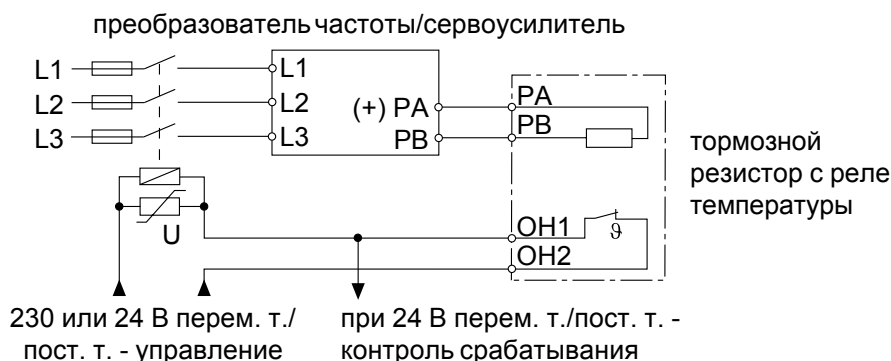 преобразователь частоты/сервоусилитель
L1 L1
L2 L2 (+) PA PA
L3 L3 PB PB
тормозной
резистор с реле
температуры
U
OH1 ϑ
OH2
230 или 24 В перем. т./
пост. т. - управление
при 24 В перем. т./пост. т. -
контроль срабатывания